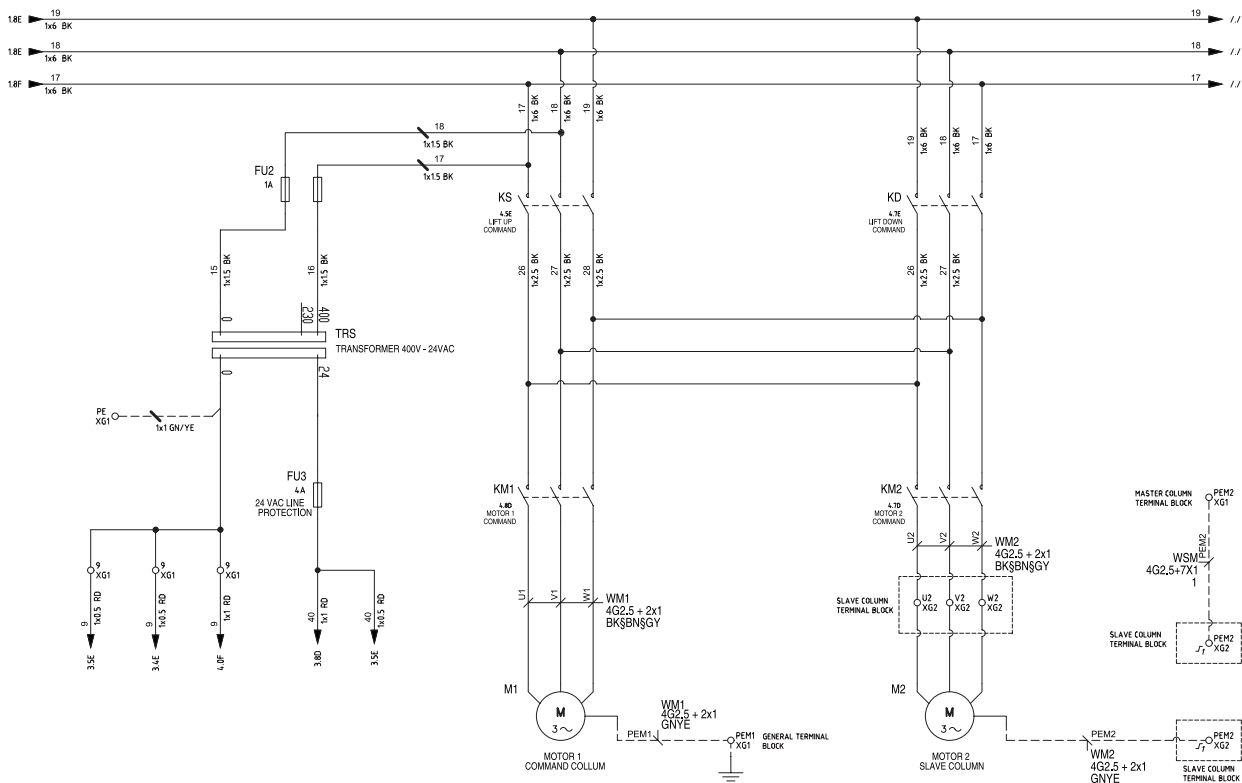 1.8E
19
1x6 BK
19
/./
1.8E
18
1x6 BK
18
/./
1.8F
17
1x6 BK
17
/./
17
1x6 BK
18
1x6 BK
19
1x6 BK
19
1x6 BK
18
1x6 BK
17
1x6 BK
18
1x1.5 BK
17
1x1.5 BK
FU2
1A
KS
4.5E
LIFT UP
COMMAND
KD
4.7E
LIFT DOWN
COMMAND
15
1x1.5 BK
16
1x1.5 BK
26
1x2.5 BK
27
1x2.5 BK
28
1x2.5 BK
26
1x2.5 BK
27
1x2.5 BK
0
230
400
TRS
TRANSFORMER 400V - 24VAC
0
24
PE
XG1
1x1 GN/YE
FU3
4A
24 VAC LINE
PROTECTION
KM1
4.8D
MOTOR 1
COMMAND
KM2
4.7D
MOTOR 2
COMMAND
MASTER COLUMN
TERMINAL BLOCK
PEM2
XG1
U2
V2
W2
WM2
4G2.5 + 2x1
BK§BN§GY
PEM2
WSM
4G2.5+7X1
1
9
XG1
9
XG1
9
XG1
U1
V1
W1
WM1
4G2.5 + 2x1
BK§BN§GY
SLAVE COLUMN
TERMINAL BLOCK
U2
XG2
V2
XG2
W2
XG2
9
1x0.5 RD
9
1x0.5 RD
9
1x1 RD
40
1x1 RD
40
1x0.5 RD
3.5E
3.4E
4.0F
3.8D
3.5E
SLAVE COLUMN
TERMINAL BLOCK
PEM2
XG2
M1
M
3~
MOTOR 1
COMMAND COLLUM
WM1
4G2.5 + 2x1
GNYE
PEM1
PEM1
XG1
GENERAL TERMINAL
BLOCK
M2
M
3~
MOTOR 2
SLAVE COLUMN
PEM2
WM2
4G2.5 + 2x1
GNYE
PEM2
XG2
SLAVE COLUMN
TERMINAL BLOCK